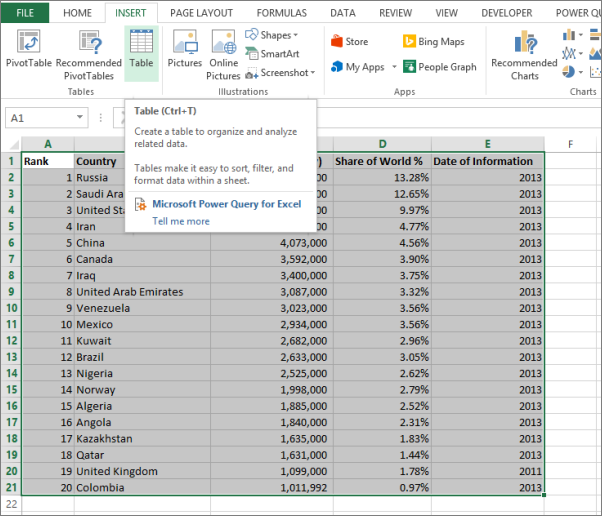 FILE HOME INSERT PAGE LAYOUT FORMULAS DATA REVIEW VIEW DEVELOPER POWER QU
PivotTable Recommended PivotTables Table
Pictures Online Pictures
Shapes
SmartArt
Screenshot
Store Bing Maps
My Apps People Graph
Recommended Charts
Tables Illustrations Apps Charts
A1
Table (Ctrl+T)
Create a table to organize and analyze
related data.
Tables make it easy to sort, filter, and
format data within a sheet.
Microsoft Power Query for Excel
Tell me more
A D E F
1 Rank Country r) Share of World % Date of Information
2 1 Russia 00 13.28% 2013
3 2 Saudi Ara 00 12.65% 2013
4 3 United Sta 00 9.97% 2013
5 4 Iran 00 4.77% 2013
6 5 China 4,073,000 4.56% 2013
7 6 Canada 3,592,000 3.90% 2013
8 7 Iraq 3,400,000 3.75% 2013
9 8 United Arab Emirates 3,087,000 3.32% 2013
10 9 Venezuela 3,023,000 3.56% 2013
11 10 Mexico 2,934,000 3.56% 2013
12 11 Kuwait 2,682,000 2.96% 2013
13 12 Brazil 2,633,000 3.05% 2013
14 13 Nigeria 2,525,000 2.62% 2013
15 14 Norway 1,998,000 2.79% 2013
16 15 Algeria 1,885,000 2.52% 2013
17 16 Angola 1,840,000 2.31% 2013
18 17 Kazakhstan 1,635,000 1.83% 2013
19 18 Qatar 1,631,000 1.44% 2013
20 19 United Kingdom 1,099,000 1.78% 2011
21 20 Colombia 1,011,992 0.97% 2013
22